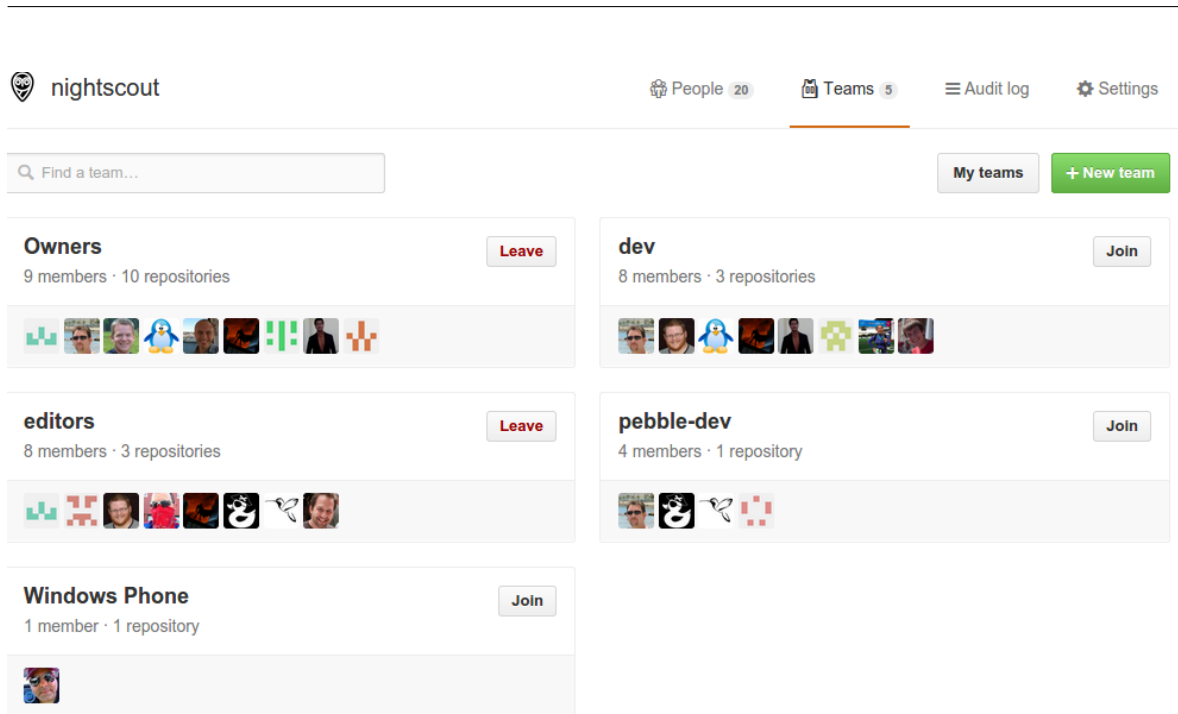 nightscout
People 20
Teams 5
Audit log
Settings
Find a team...
My teams
+ New team
Owners
Leave
9 members · 10 repositories
dev
Join
8 members · 3 repositories
editors
Leave
8 members · 3 repositories
pebble-dev
Join
4 members · 1 repository
Windows Phone
Join
1 member · 1 repository